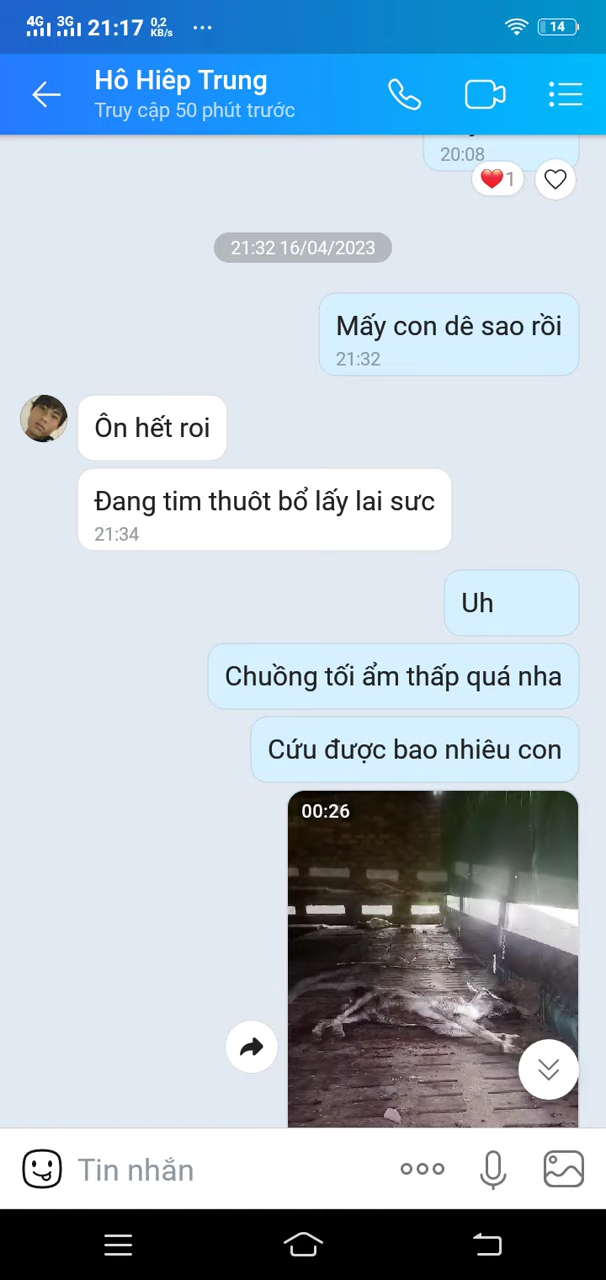 4G 3G 21:17 0,2 KB/s ... 14
Hô Hiêp Trung
Truy cập 50 phút trước
20:08
1
21:32 16/04/2023
Mấy con dê sao rồi
21:32
Ôn hết roi
Đang tim thuôt bổ lấy lai sưc
21:34
Uh
Chuồng tối ẩm thấp quá nha
Cứu được bao nhiêu con
00:26
Tin nhắn